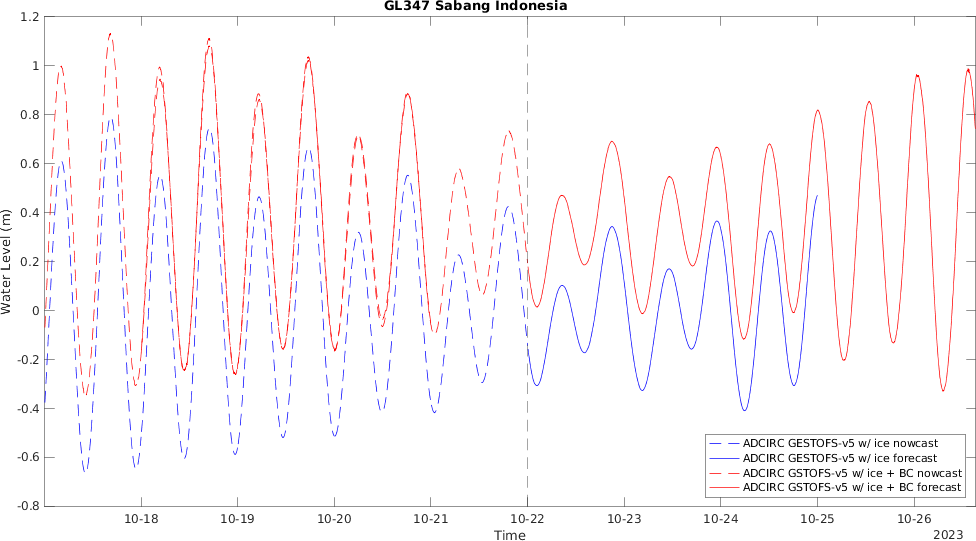 GL347 Sabang Indonesia
1.2
1
0.8
0.6
0.4
0.2
0
-0.2
-0.4
-0.6
-0.8
Water Level (m)
ADCIRC GESTOFS-v5 w/ ice nowcast
ADCIRC GESTOFS-v5 w/ ice forecast
ADCIRC GSTOFS-v5 w/ ice + BC nowcast
ADCIRC GSTOFS-v5 w/ ice + BC forecast
10-18 10-19 10-20 10-21 10-22 10-23 10-24 10-25 10-26
Time
2023